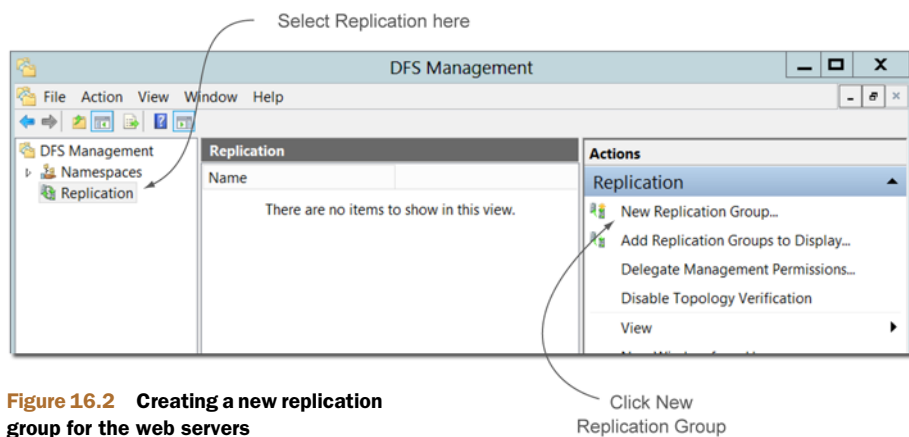 Select Replication here
DFS Management
File Action View Window Help
DFS Management
Namespaces
Replication
Replication
Name
There are no items to show in this view.
Actions
Replication
New Replication Group...
Add Replication Groups to Display...
Delegate Management Permissions...
Disable Topology Verification
View
Click New
Replication Group
Figure 16.2 Creating a new replication
group for the web servers